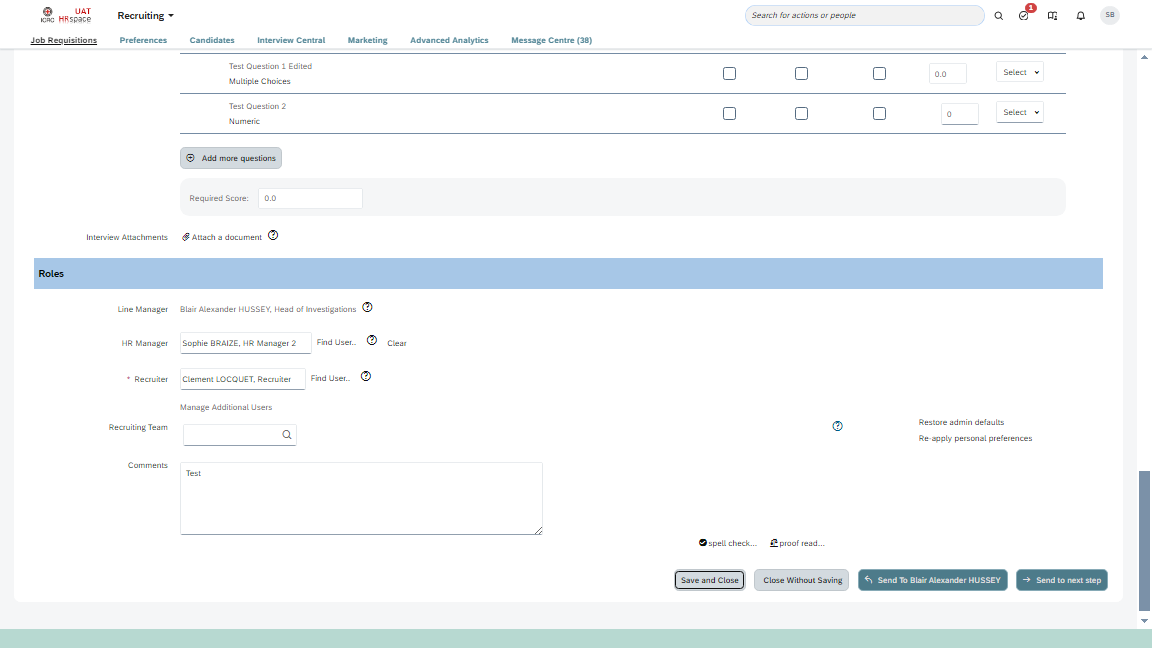 ICRC UAT HRspace Recruiting Search for actions or people 1 SB
Job Requisitions Preferences Candidates Interview Central Marketing Advanced Analytics Message Centre (38)
Test Question 1 Edited
Multiple Choices 0.0 Select
Test Question 2
Numeric 0 Select
Add more questions
Required Score: 0.0
Interview Attachments Attach a document
Roles
Line Manager Blair Alexander HUSSEY, Head of Investigations
HR Manager Sophie BRAIZE, HR Manager 2 Find User... Clear
* Recruiter Clement LOCQUET, Recruiter Find User...
Manage Additional Users
Recruiting Team
Restore admin defaults
Re-apply personal preferences
Comments Test
spell check... proof read...
Save and Close Close Without Saving Send To Blair Alexander HUSSEY Send to next step